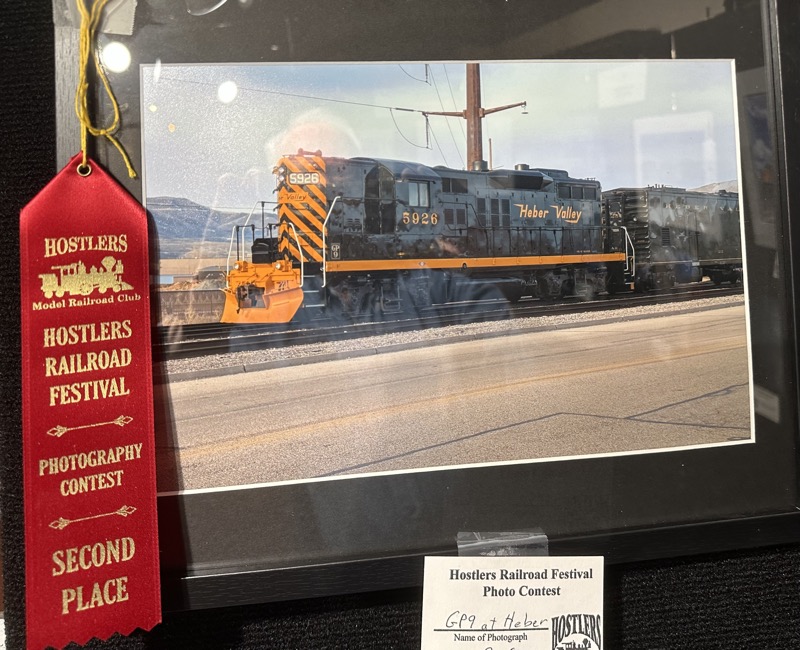 HOSTLERS
Model Railroad Club
HOSTLERS
RAILROAD
FESTIVAL
PHOTOGRAPHY
CONTEST
SECOND
PLACE
5926
Heber Valley
5926
Heber Valley
Hostlers Railroad Festival
Photo Contest
GP9 at Heber
Name of Photograph
HOSTLERS